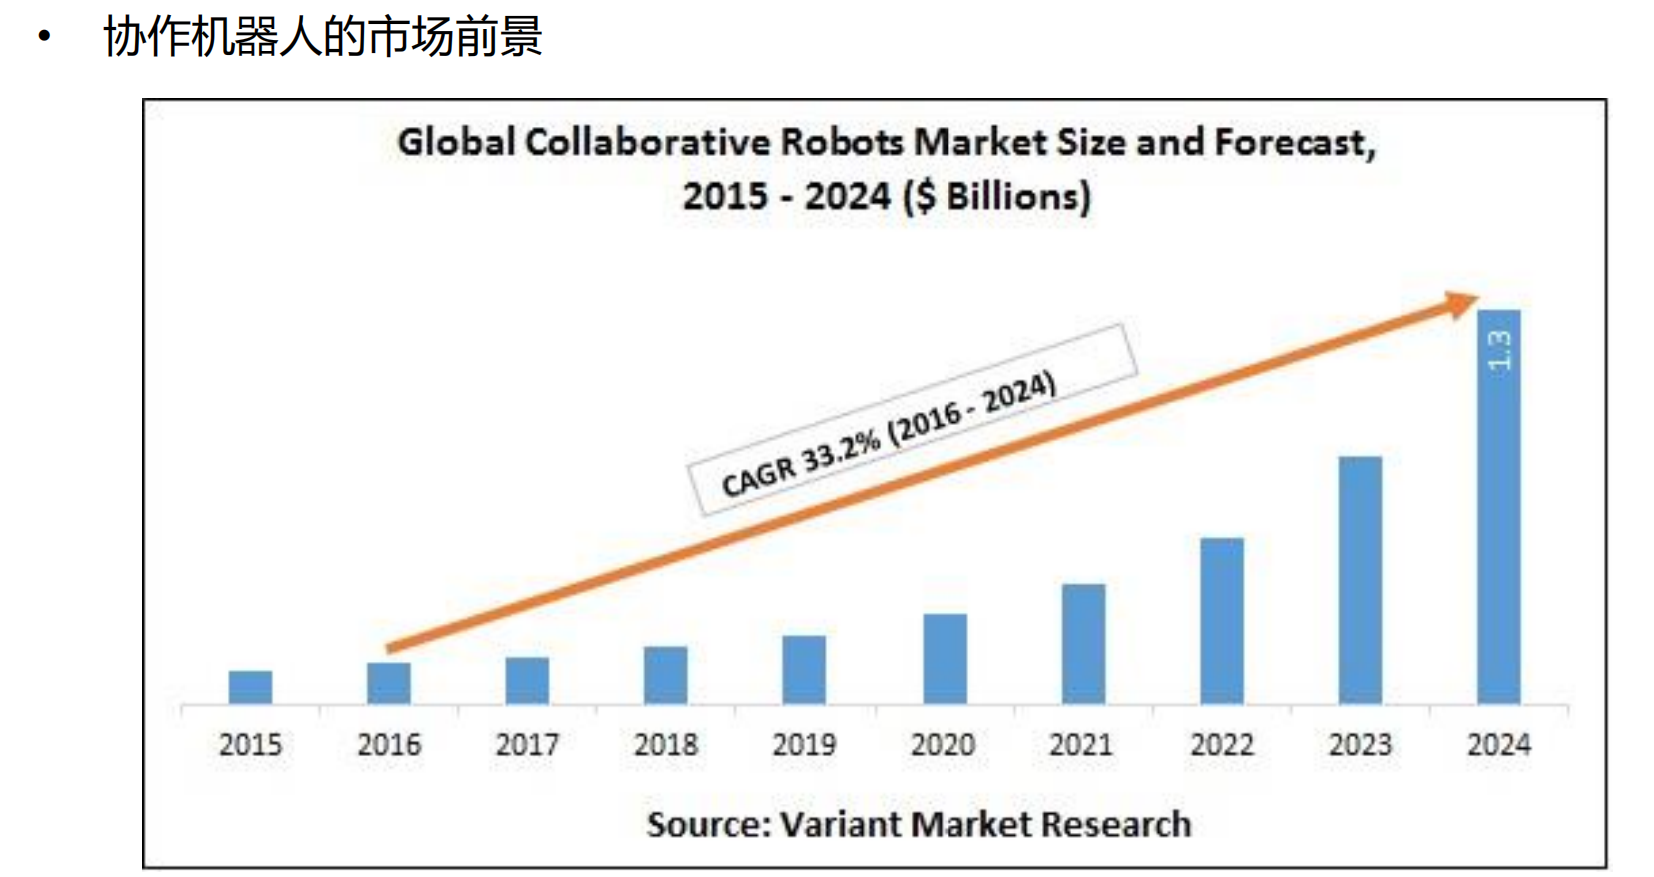 • 协作机器人的市场前景
Global Collaborative Robots Market Size and Forecast,
2015 - 2024 ($ Billions)
1.3
CAGR 33.2% (2016 - 2024)
2015 2016 2017 2018 2019 2020 2021 2022 2023 2024
Source: Variant Market Research